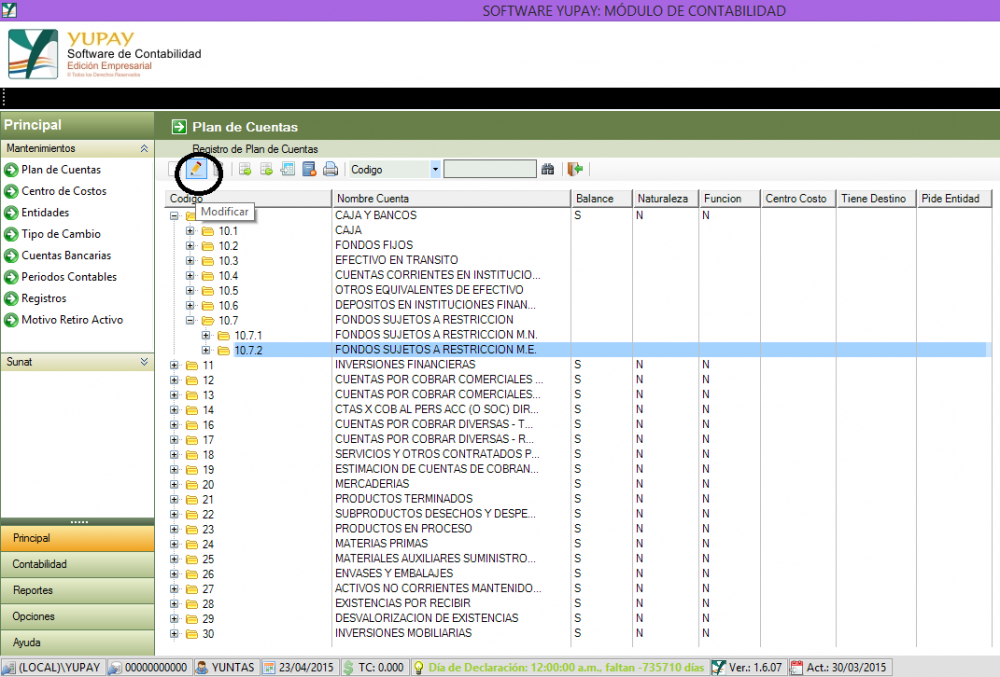 SOFTWARE YUPAY: MÓDULO DE CONTABILIDAD
YUPAY
Software de Contabilidad
Edición Empresarial
© Todos los Derechos Reservados
Principal
Plan de Cuentas
Mantenimientos
Registro de Plan de Cuentas
Plan de Cuentas
Centro de Costos
Entidades
Tipo de Cambio
Cuentas Bancarias
Periodos Contables
Registros
Motivo Retiro Activo
Sunat
Principal
Contabilidad
Reportes
Opciones
Ayuda
Codigo
Codigo Nombre Cuenta Balance Naturaleza Funcion Centro Costo Tiene Destino Pide Entidad
Modificar
CAJA Y BANCOS S N N
10.1 CAJA
10.2 FONDOS FIJOS
10.3 EFECTIVO EN TRANSITO
10.4 CUENTAS CORRIENTES EN INSTITUCIO...
10.5 OTROS EQUIVALENTES DE EFECTIVO
10.6 DEPOSITOS EN INSTITUCIONES FINAN...
10.7 FONDOS SUJETOS A RESTRICCION
10.7.1 FONDOS SUJETOS A RESTRICCION M.N.
10.7.2 FONDOS SUJETOS A RESTRICCION M.E.
11 INVERSIONES FINANCIERAS S N N
12 CUENTAS POR COBRAR COMERCIALES ... S N N
13 CUENTAS POR COBRAR COMERCIALES... S N N
14 CTAS X COB AL PERS ACC (O SOC) DIR... S N N
16 CUENTAS POR COBRAR DIVERSAS - T... S N N
17 CUENTAS POR COBRAR DIVERSAS - R... S N N
18 SERVICIOS Y OTROS CONTRATADOS P... S N N
19 ESTIMACION DE CUENTAS DE COBRAN... S N N
20 MERCADERIAS S N N
21 PRODUCTOS TERMINADOS S N N
22 SUBPRODUCTOS DESECHOS Y DESPE... S N N
23 PRODUCTOS EN PROCESO S N N
24 MATERIAS PRIMAS S N N
25 MATERIALES AUXILIARES SUMINISTRO... S N N
26 ENVASES Y EMBALAJES S N N
27 ACTIVOS NO CORRIENTES MANTENIDO... S N N
28 EXISTENCIAS POR RECIBIR S N N
29 DESVALORIZACION DE EXISTENCIAS S N N
30 INVERSIONES MOBILIARIAS S N N
(LOCAL)\YUPAY 00000000000 YUNTAS 23/04/2015 TC: 0.000 Día de Declaración: 12:00:00 a.m., faltan -735710 días Ver.: 1.6.07 Act.: 30/03/2015